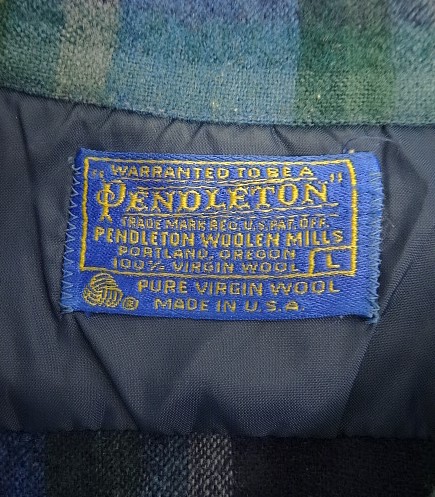 WARRANTED TO BE A
"PENDLETON"
TRADE MARK REG. U.S. PAT. OFF.
PENDLETON WOOLEN MILLS
PORTLAND, OREGON
100% VIRGIN WOOL L
PURE VIRGIN WOOL
® MADE IN U.S.A.